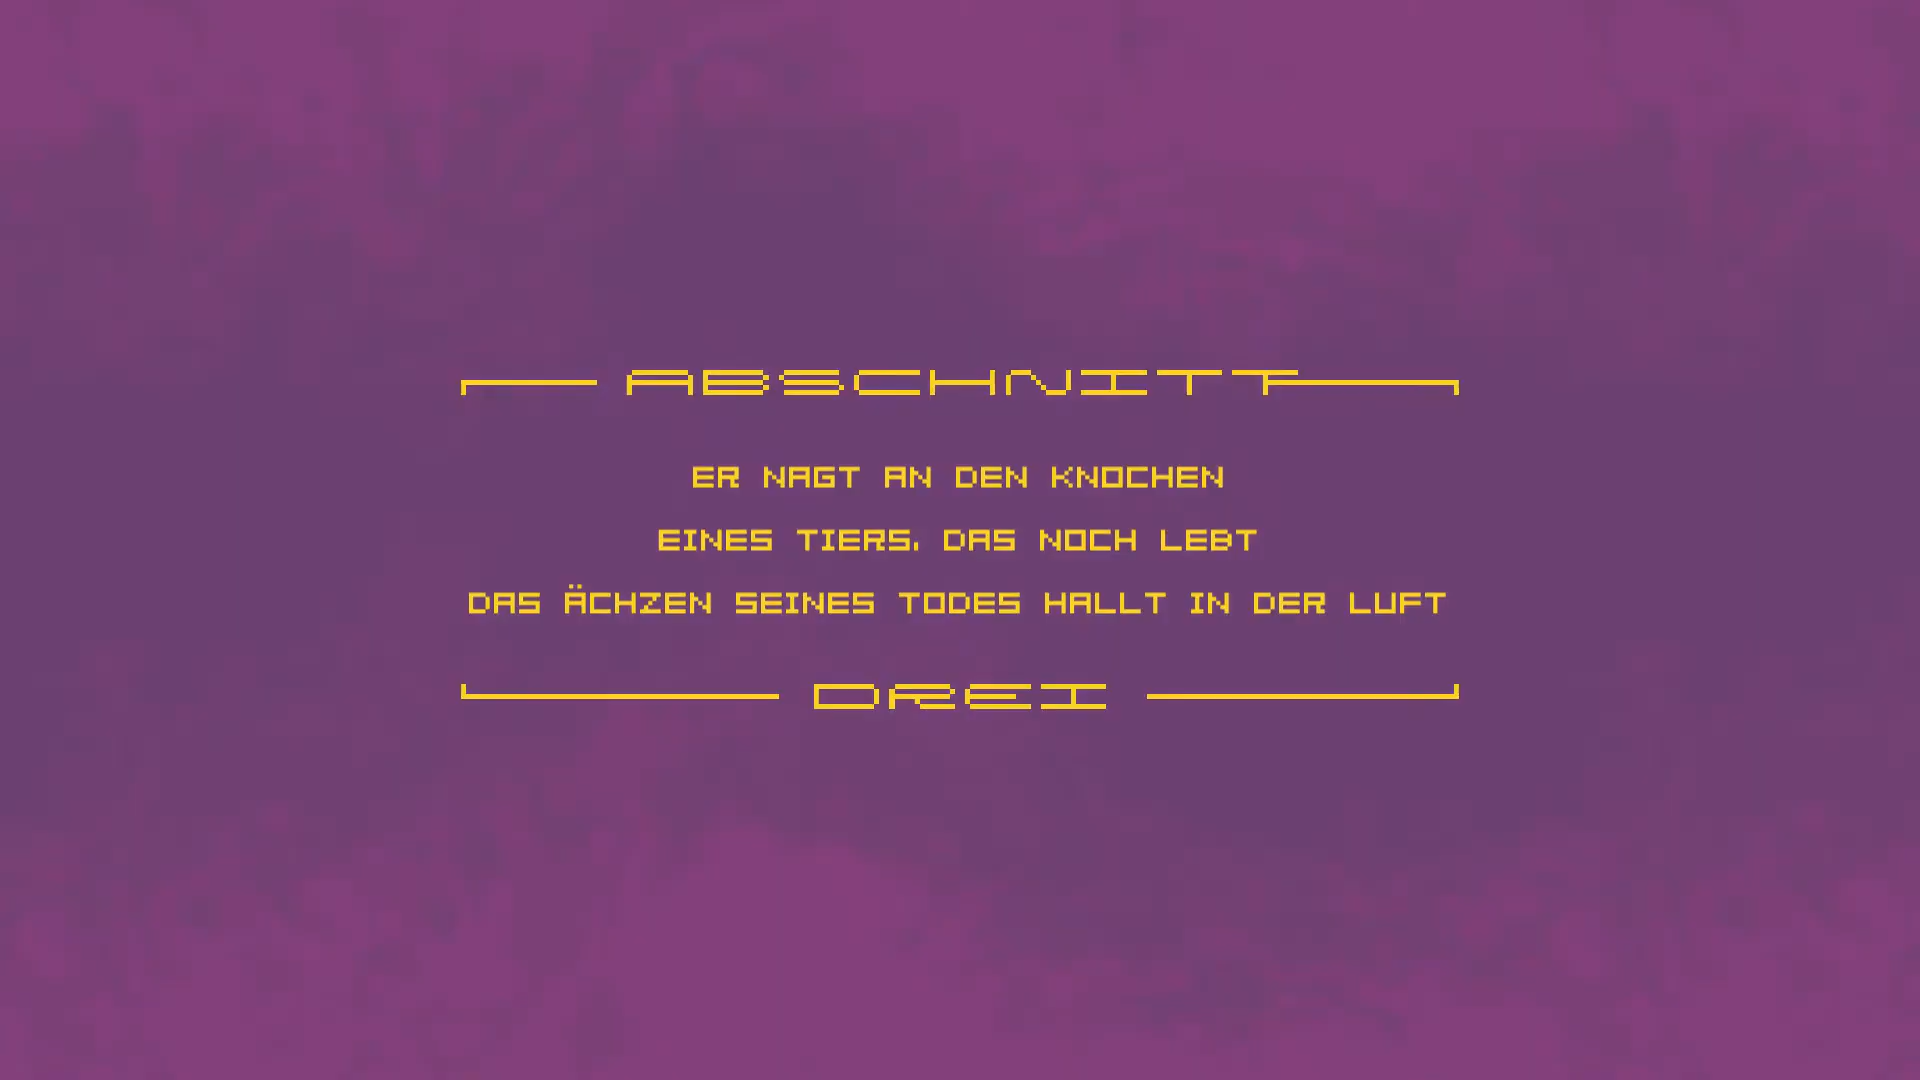 ABSCHNITT
ER NAGT AN DEN KNOCHEN
EINES TIERS, DAS NOCH LEBT
DAS ÄCHZEN SEINES TODES HALLT IN DER LUFT
DREI